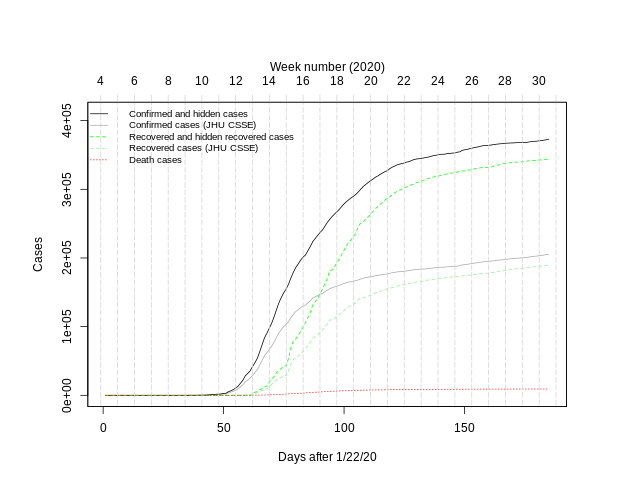 Week number (2020)
4 6 8 10 12 14 16 18 21 22 24 26 28 30
Confirmed and hidden cases
Confirmed cases (JHU CSSE)
Recovered and hidden recovered cases
Recovered cases (JHU CSSE)
Death cases
Cases
4e+05
3e+05
2e+05
1e+05
0e+00
0 50 100 150
Days after 1/22/20